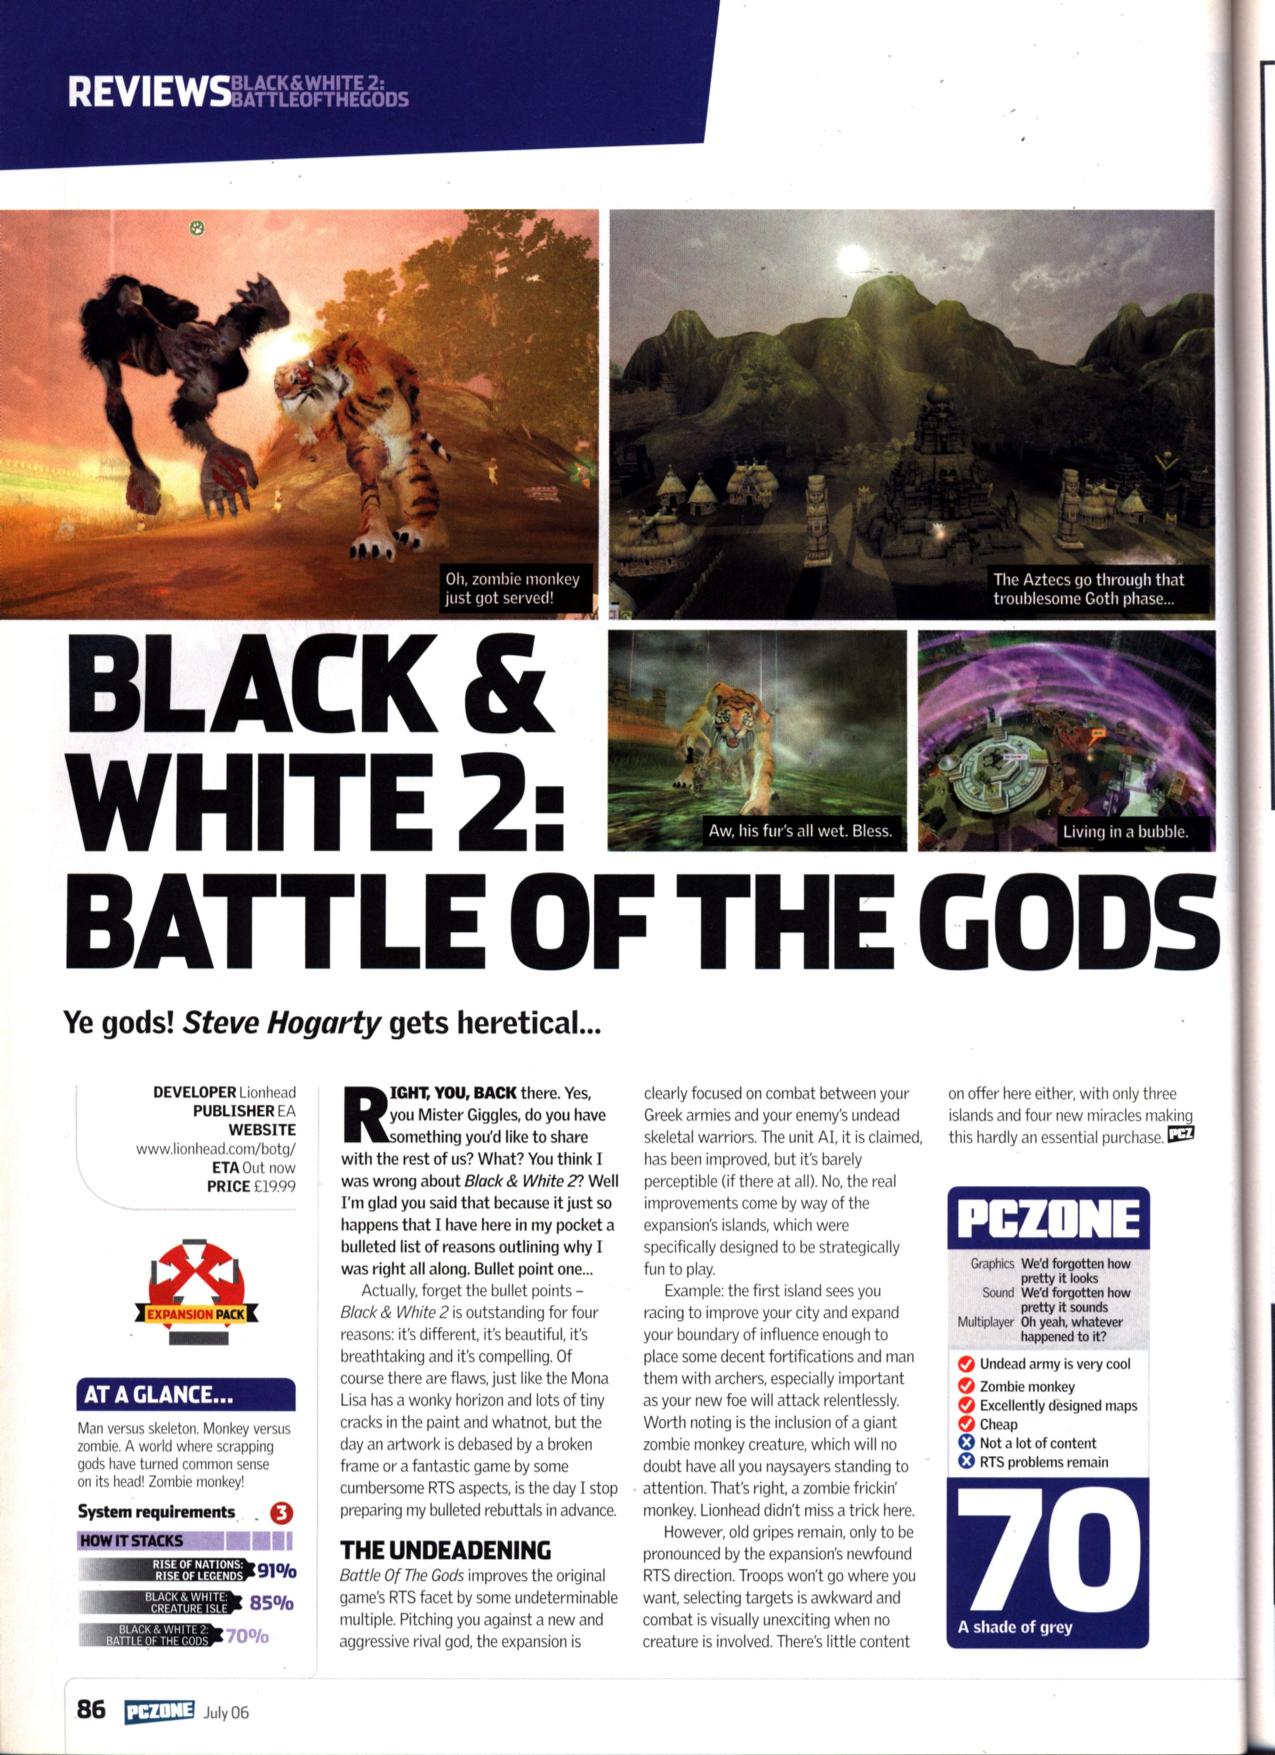 REVIEWS BLACK & WHITE 2:
BATTLE OF THE GODS
Oh, zombie monkey
just got served!
The Aztecs go through that
troublesome Goth phase...
Aw, his fur's all wet. Bless.
Living in a bubble.
BLACK &
WHITE 2:
BATTLE OF THE GODS
Ye gods! Steve Hogarty gets heretical...
DEVELOPER Lionhead
PUBLISHER EA
WEBSITE
www.lionhead.com/botg/
ETA Out now
PRICE £19.99
EXPANSION PACK
AT A GLANCE...
Man versus skeleton. Monkey versus
zombie. A world where scrapping
gods have turned common sense
on its head! Zombie monkey!
System requirements 3
HOW IT STACKS
RISE OF NATIONS:
RISE OF LEGENDS 91%
BLACK & WHITE:
CREATURE ISLE 85%
BLACK & WHITE 2:
BATTLE OF THE GODS 70%
RIGHT, YOU, BACK there. Yes,
you Mister Giggles, do you have
something you'd like to share
with the rest of us? What? You think I
was wrong about Black & White 2? Well
I'm glad you said that because it just so
happens that I have here in my pocket a
bulleted list of reasons outlining why I
was right all along. Bullet point one...
Actually, forget the bullet points –
Black & White 2 is outstanding for four
reasons: it's different, it's beautiful, it's
breathtaking and it's compelling. Of
course there are flaws, just like the Mona
Lisa has a wonky horizon and lots of tiny
cracks in the paint and whatnot, but the
day an artwork is debased by a broken
frame or a fantastic game by some
cumbersome RTS aspects, is the day I stop
preparing my bulleted rebuttals in advance.
THE UNDEADENING
Battle Of The Gods improves the original
game's RTS facet by some undeterminable
multiple. Pitching you against a new and
aggressive rival god, the expansion is
clearly focused on combat between your
Greek armies and your enemy's undead
skeletal warriors. The unit AI, it is claimed,
has been improved, but it's barely
perceptible (if there at all). No, the real
improvements come by way of the
expansion's islands, which were
specifically designed to be strategically
fun to play.
Example: the first island sees you
racing to improve your city and expand
your boundary of influence enough to
place some decent fortifications and man
them with archers, especially important
as your new foe will attack relentlessly.
Worth noting is the inclusion of a giant
zombie monkey creature, which will no
doubt have all you naysayers standing to
attention. That's right, a zombie frickin'
monkey. Lionhead didn't miss a trick here.
However, old gripes remain, only to be
pronounced by the expansion's newfound
RTS direction. Troops won't go where you
want, selecting targets is awkward and
combat is visually unexciting when no
creature is involved. There's little content
on offer here either, with only three
islands and four new miracles making
this hardly an essential purchase. PCZ
PCZONE
Graphics We'd forgotten how
pretty it looks
Sound We'd forgotten how
pretty it sounds
Multiplayer Oh yeah, whatever
happened to it?
Undead army is very cool
Zombie monkey
Excellently designed maps
Cheap
Not a lot of content
RTS problems remain
70
A shade of grey
86 PCZONE July 06